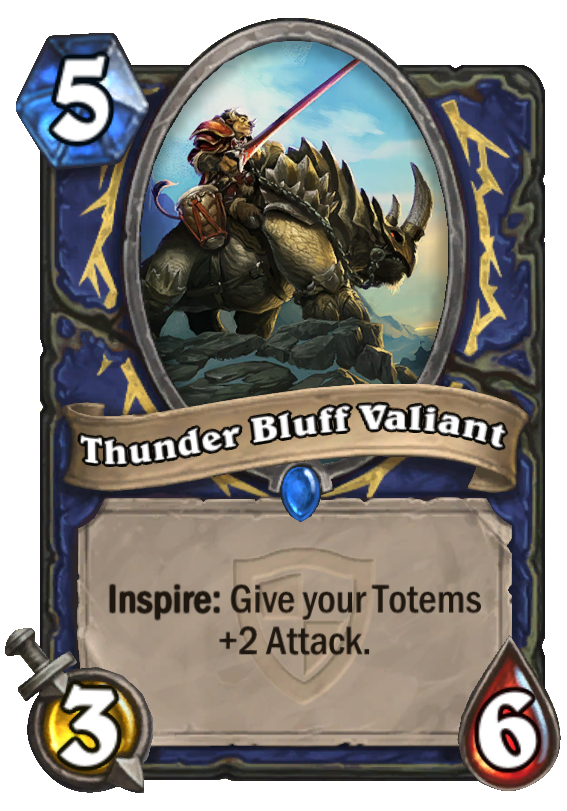 5
Thunder Bluff Valiant
Inspire: Give your Totems
+2 Attack.
3
6